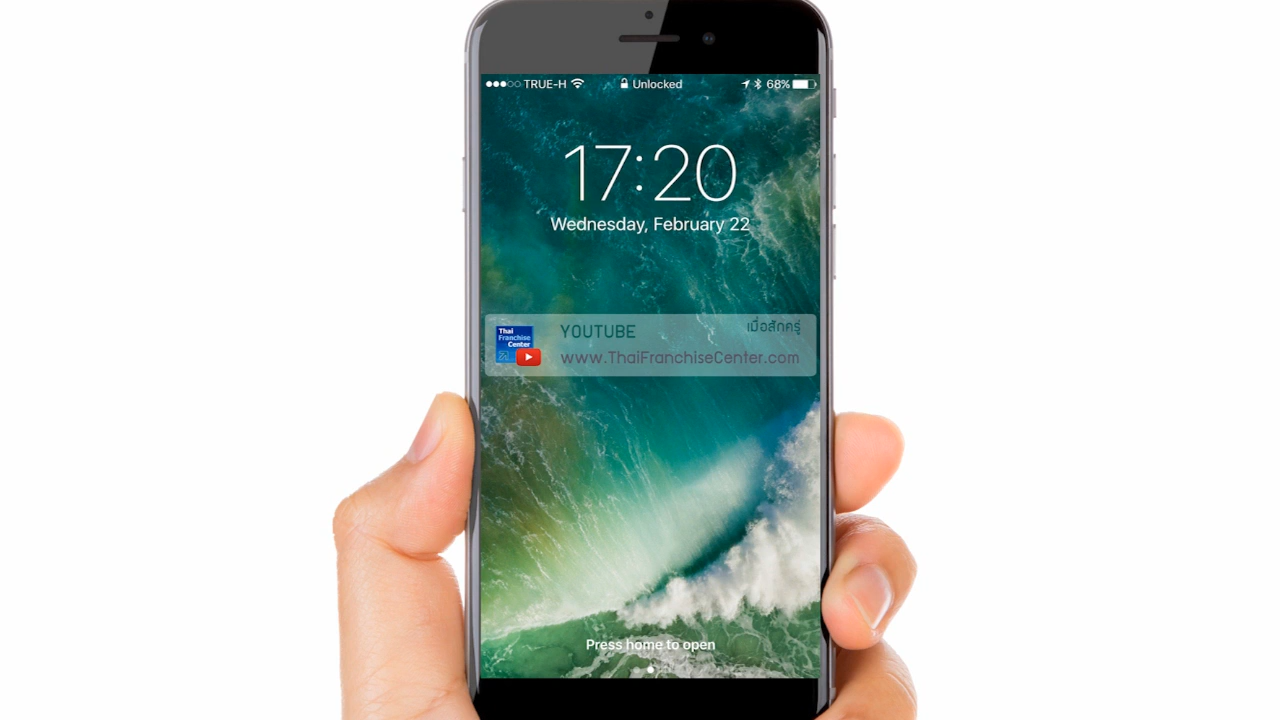 TRUE-H Unlocked 68%
17:20
Wednesday, February 22
Thai
Franchise
Center
YOUTUBE เมื่อสักครู่
www.ThaiFranchiseCenter.com
Press home to open